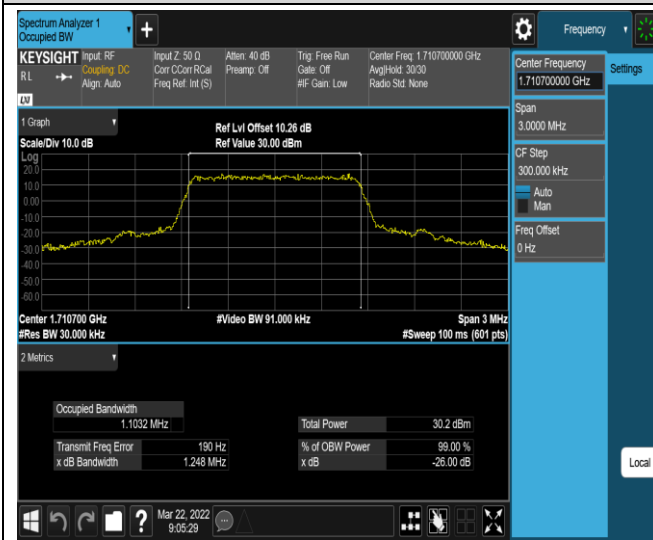 Spectrum Analyzer 1
Occupied BW
+
Frequency
KEYSIGHT
RL
LXI
Input: RF
Coupling: DC
Align: Auto
Input Z: 50 Ω
Corr CCorr RCal
Freq Ref: Int (S)
Atten: 40 dB
Preamp: Off
Trig: Free Run
Gate: Off
#IF Gain: Low
Center Freq: 1.710700000 GHz
Avg|Hold: 30/30
Radio Std: None
Center Frequency
1.710700000 GHz
Settings
Span
3.0000 MHz
CF Step
300.000 kHz
Auto
Man
Freq Offset
0 Hz
1 Graph
Scale/Div 10.0 dB
Ref Lvl Offset 10.26 dB
Ref Value 30.00 dBm
Log
20.0
10.0
0.00
-10.0
-20.0
-30.0
-40.0
-50.0
-60.0
Center 1.710700 GHz
#Video BW 91.000 kHz
Span 3 MHz
#Res BW 30.000 kHz
#Sweep 100 ms (601 pts)
2 Metrics
Occupied Bandwidth
1.1032 MHz
Total Power 30.2 dBm
Transmit Freq Error 190 Hz
% of OBW Power 99.00 %
x dB Bandwidth 1.248 MHz
x dB -26.00 dB
Local
?
Mar 22, 2022
9:05:29